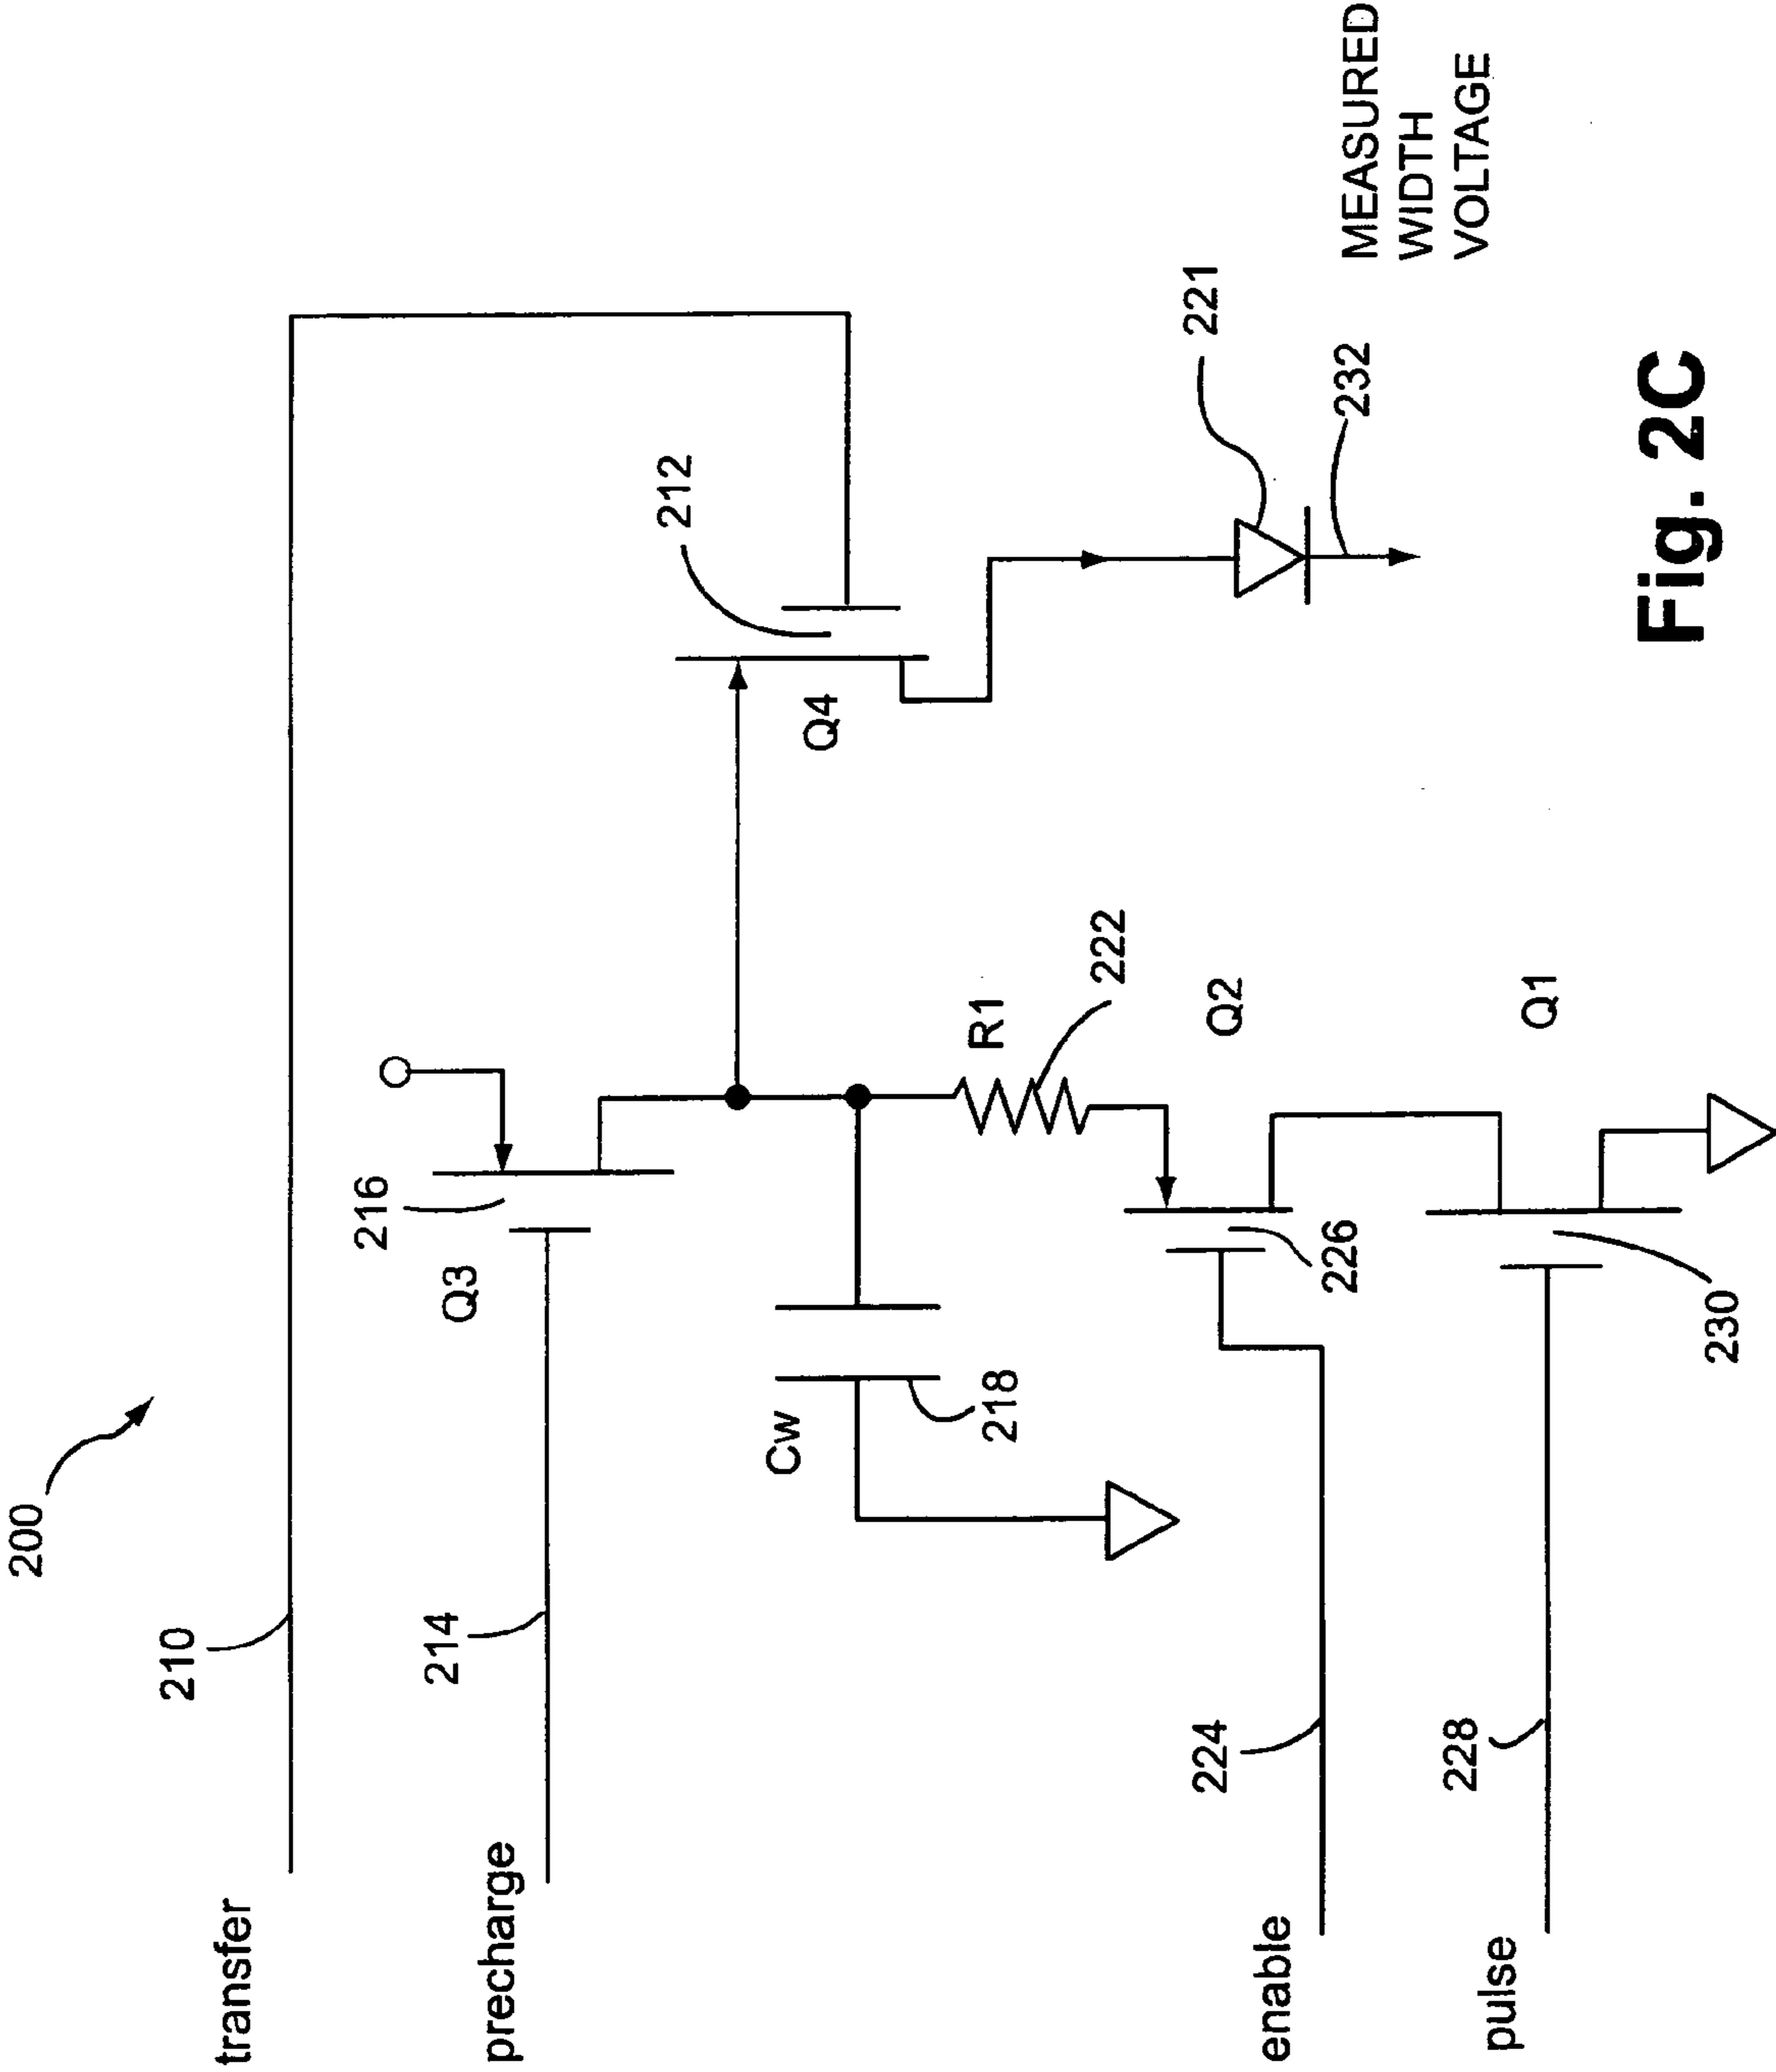 200
transfer
210
precharge
214
216
Q3
Cw
218
R1
222
212
Q4
221
232
MEASURED
WIDTH
VOLTAGE
enable
224
226
Q2
pulse
228
230
Q1
Fig. 2C